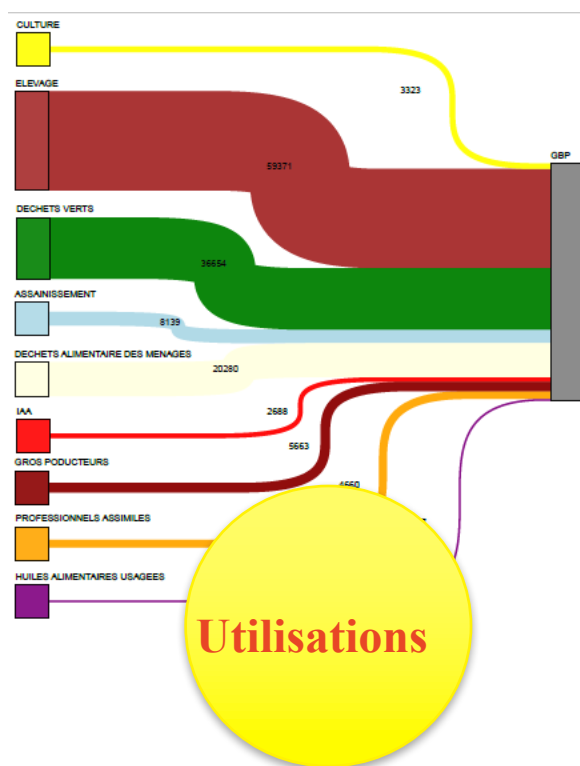 CULTURE
3323
ELEVAGE
59371
GBP
DECHETS VERTS
36654
ASSAINISSEMENT
8139
DECHETS ALIMENTAIRE DES MENAGES
20280
IAA
2688
GROS PODUCTEURS
5663
4660
PROFESSIONNELS ASSIMILES
HUILES ALIMENTAIRES USAGEES
Utilisations